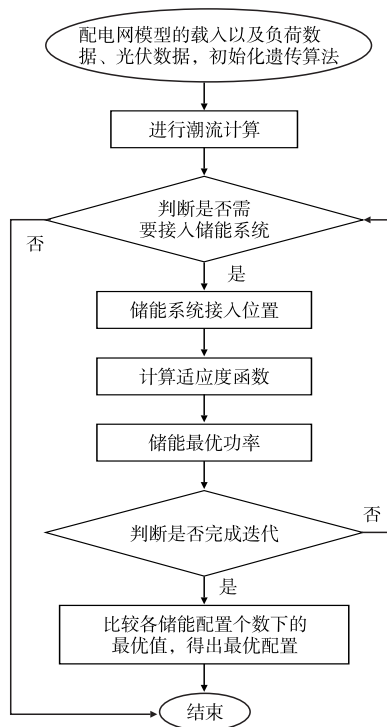 配电网模型的载入以及负荷数
据、光伏数据，初始化遗传算法
进行潮流计算
判断是否需
要接入储能系统
否
是
储能系统接入位置
计算适应度函数
储能最优功率
否
判断是否完成迭代
是
比较各储能配置个数下的
最优值，得出最优配置
结束